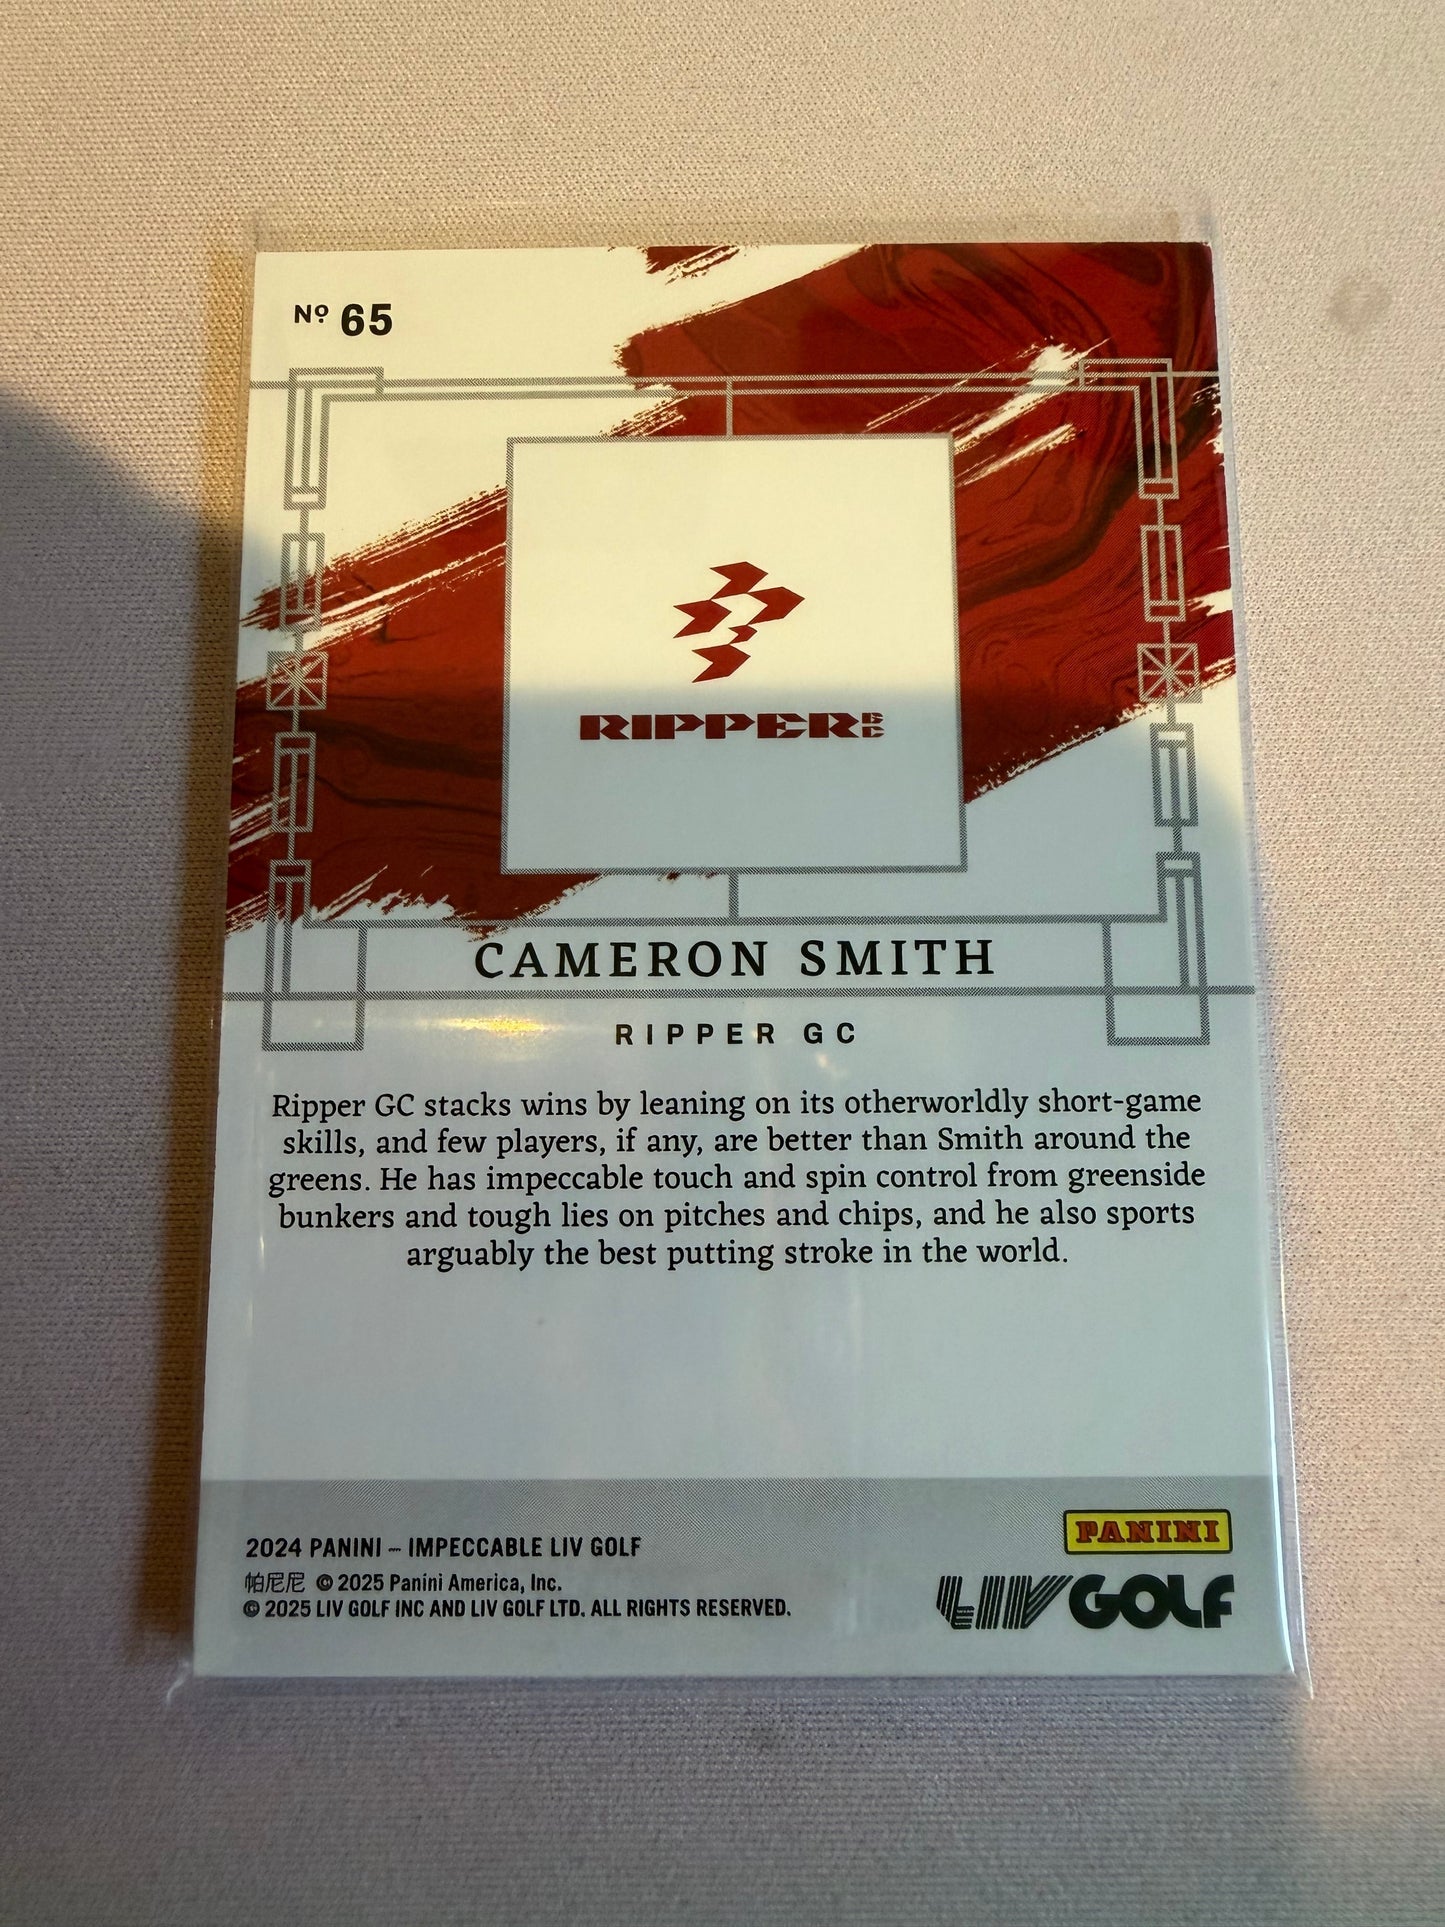 Nº 65
RIPPER GC
CAMERON SMITH
RIPPER GC
Ripper GC stacks wins by leaning on its otherworldly short-game
skills, and few players, if any, are better than Smith around the
greens. He has impeccable touch and spin control from greenside
bunkers and tough lies on pitches and chips, and he also sports
arguably the best putting stroke in the world.
PANINI
2024 PANINI – IMPECCABLE LIV GOLF
帕尼尼 © 2025 Panini America, Inc.
© 2025 LIV GOLF INC AND LIV GOLF LTD. ALL RIGHTS RESERVED.
LIV GOLF